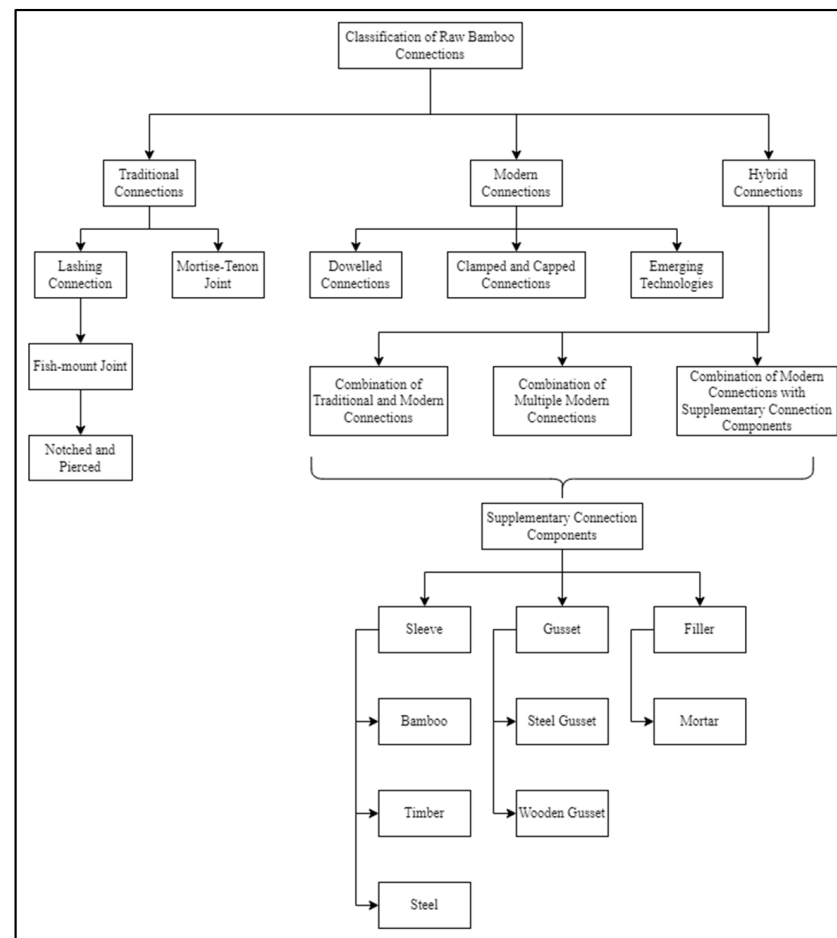 Classification of Raw Bamboo
Connections
Traditional
Connections
Modern
Connections
Hybrid
Connections
Lashing
Connection
Mortise-Tenon
Joint
Dowelled
Connections
Clamped and Capped
Connections
Emerging
Technologies
Fish-mount Joint
Notched and
Pierced
Combination of
Traditional and Modern
Connections
Combination of
Multiple Modern
Connections
Combination of Modern
Connections with
Supplementary Connection
Components
Supplementary Connection
Components
Sleeve
Gusset
Filler
Bamboo
Steel Gusset
Mortar
Timber
Wooden Gusset
Steel